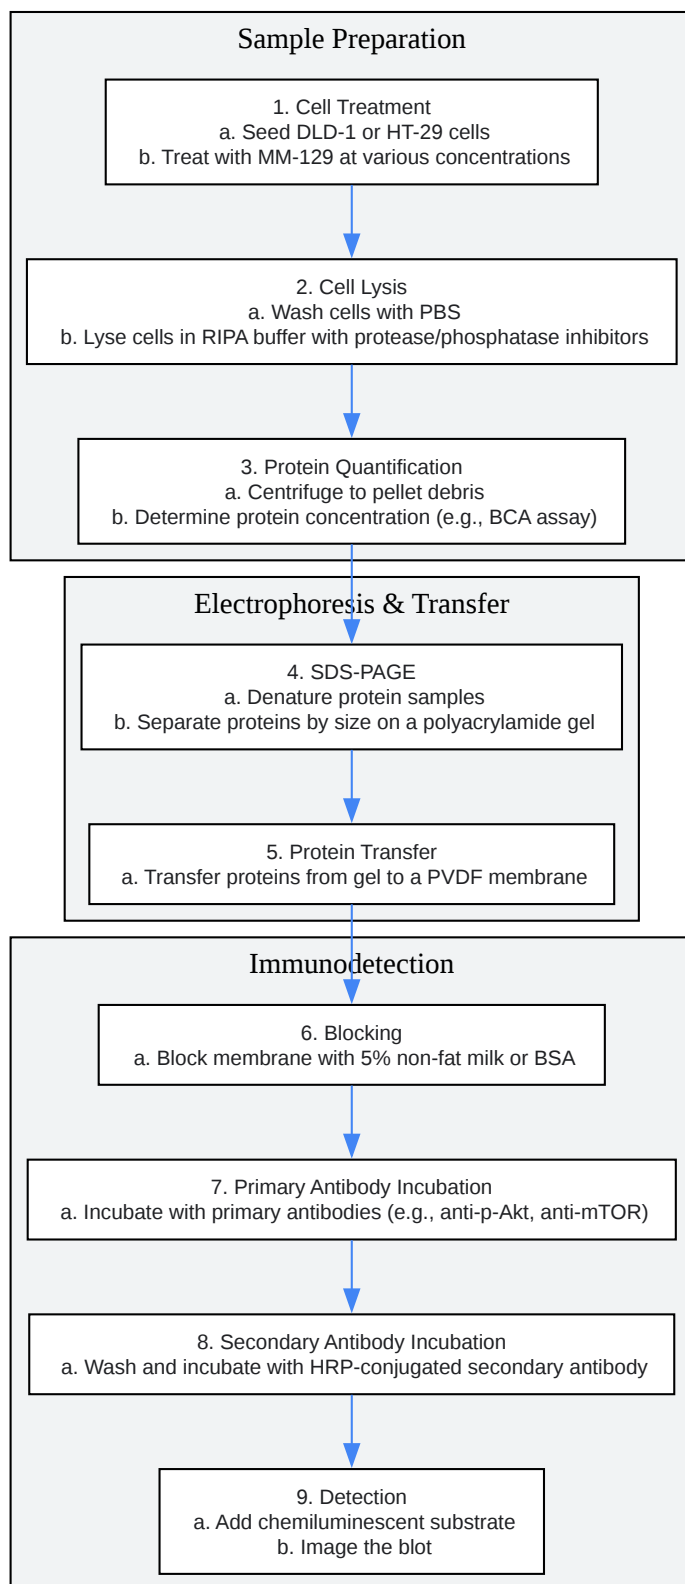 Sample Preparation
1. Cell Treatment
a. Seed DLD-1 or HT-29 cells
b. Treat with MM-129 at various concentrations
2. Cell Lysis
a. Wash cells with PBS
b. Lyse cells in RIPA buffer with protease/phosphatase inhibitors
3. Protein Quantification
a. Centrifuge to pellet debris
b. Determine protein concentration (e.g., BCA assay)
Electrophoresis & Transfer
4. SDS-PAGE
a. Denature protein samples
b. Separate proteins by size on a polyacrylamide gel
5. Protein Transfer
a. Transfer proteins from gel to a PVDF membrane
Immunodetection
6. Blocking
a. Block membrane with 5% non-fat milk or BSA
7. Primary Antibody Incubation
a. Incubate with primary antibodies (e.g., anti-p-Akt, anti-mTOR)
8. Secondary Antibody Incubation
a. Wash and incubate with HRP-conjugated secondary antibody
9. Detection
a. Add chemiluminescent substrate
b. Image the blot